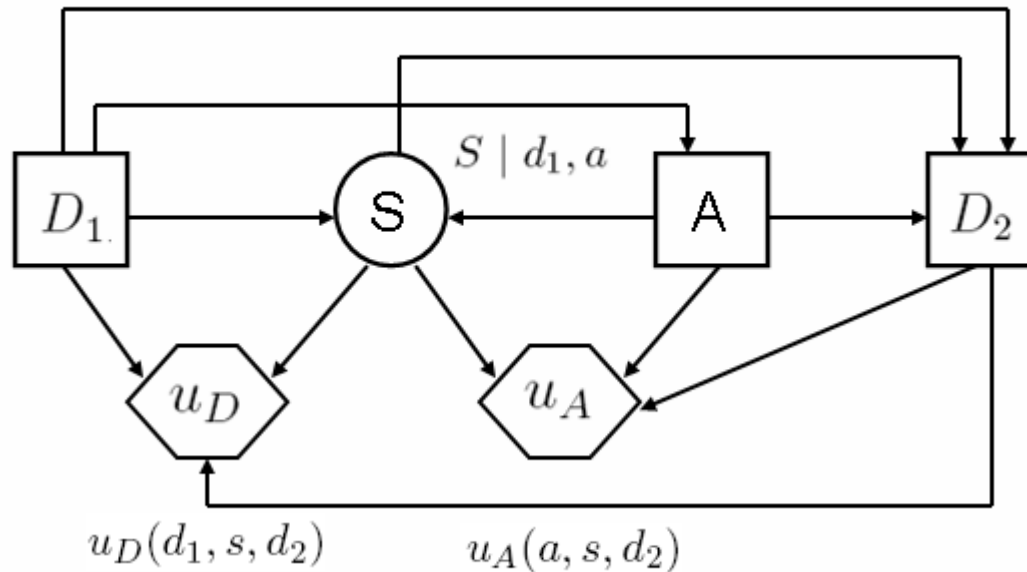 S | d₁, a
D₁.
S
A
D₂
u_D
u_A
u_D(d₁, s, d₂)
u_A(a, s, d₂)